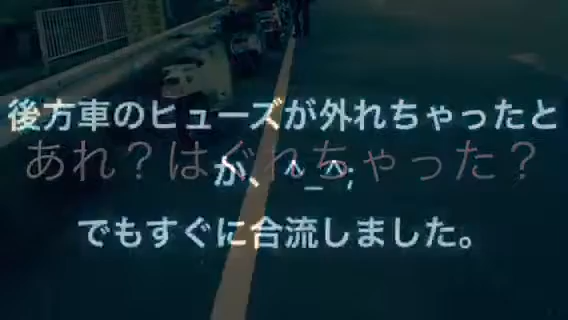 後方車のヒューズが外れちゃったと
あれ？はぐれちゃった？
か、^_^;
でもすぐに合流しました。